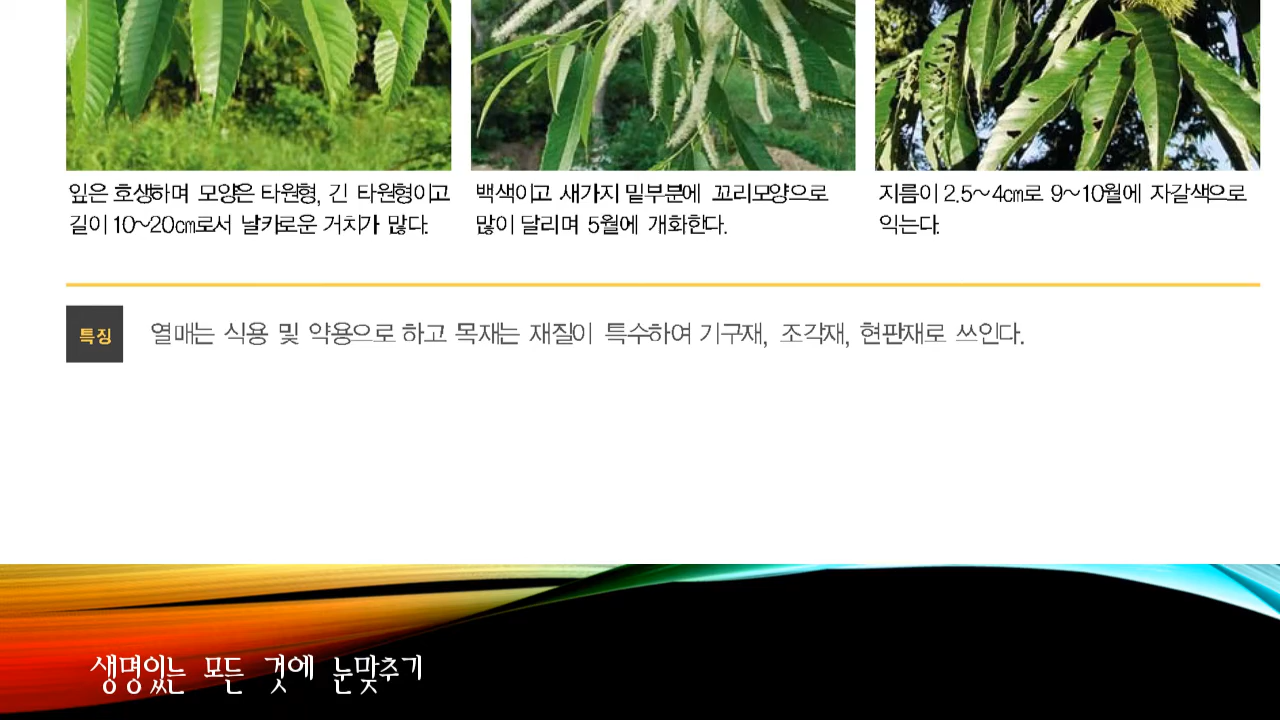 잎은 호생하며 모양은 타원형, 긴 타원형이고
길이 10~20㎝로서 날카로운 거치가 많다.
백색이고 새가지 밑부분에 꼬리모양으로
많이 달리며 5월에 개화한다.
지름이 2.5~4㎝로 9~10월에 자갈색으로
익는다.
특징
열매는 식용 및 약용으로 하고 목재는 재질이 특수하여 기구재, 조각재, 현판재로 쓰인다.
생명있는 모든 것에 눈맞추기